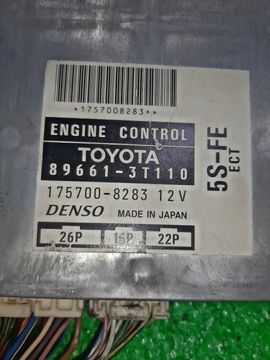 *1757008283**
ENGINE CONTROL
TOYOTA
89661-3T110
175700-8283 12V
DENSO MADE IN JAPAN
26P 16P 22P
5S-FE
ECT